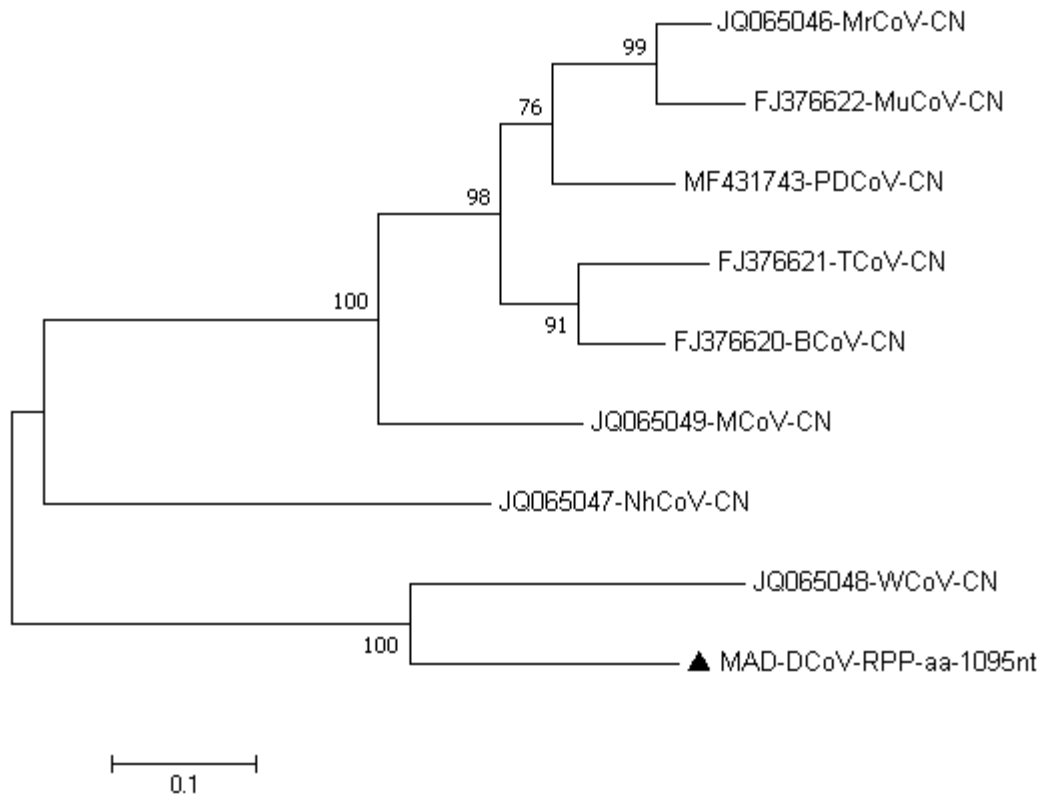 JQ065046-MrCoV-CN
99
FJ376622-MuCoV-CN
76
MF431743-PDCoV-CN
98
FJ376621-TCoV-CN
100
91
FJ376620-BCoV-CN
JQ065049-MCoV-CN
JQ065047-NhCoV-CN
JQ065048-WCoV-CN
100
MAD-DCoV-RPP-aa-1095nt
0.1